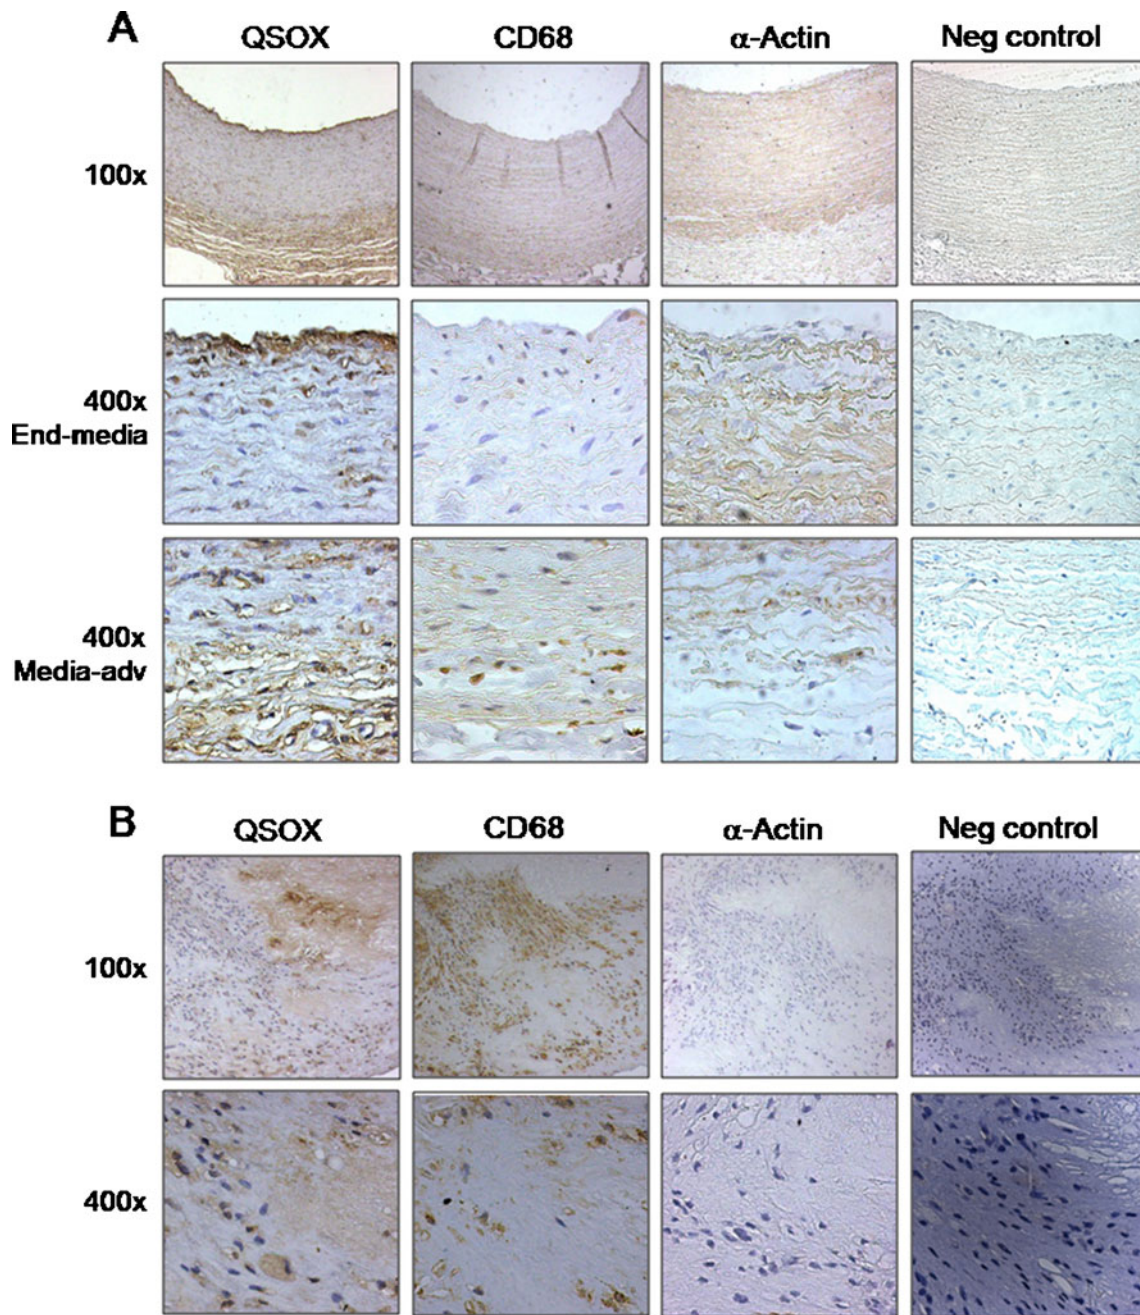 A
QSOX CD68 α-Actin Neg control
100x
400x
End-media
400x
Media-adv
B
QSOX CD68 α-Actin Neg control
100x
400x